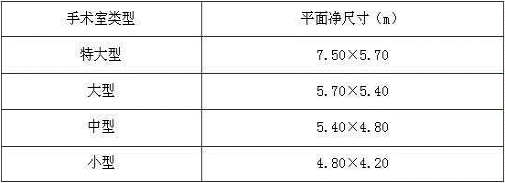 手术室类型 平面净尺寸（m）
特大型 7.50×5.70
大型 5.70×5.40
中型 5.40×4.80
小型 4.80×4.20